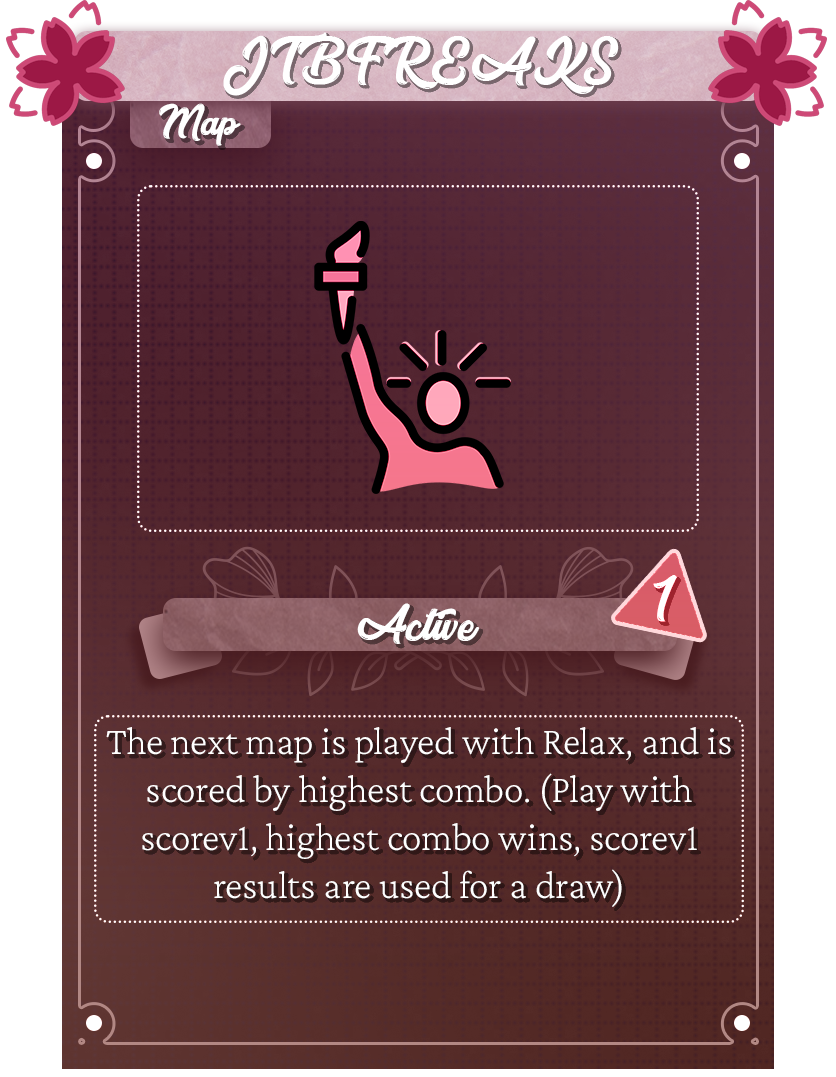 JTBFREAKS
Map
Active
1
The next map is played with Relax, and is
scored by highest combo. (Play with
scorev1, highest combo wins, scorev1
results are used for a draw)